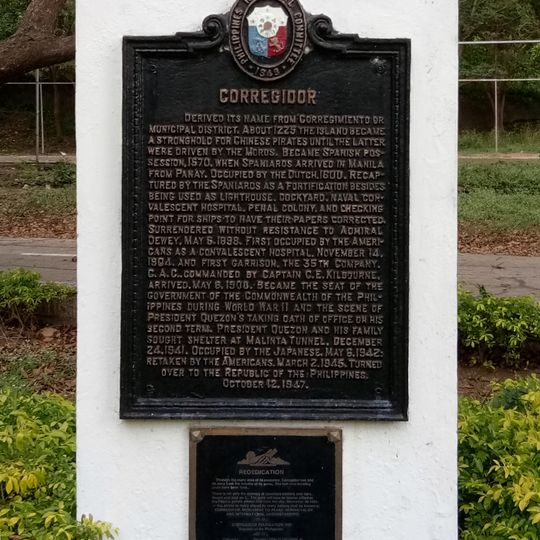 PHILIPPINES COMMITTEE
1949
CORREGIDOR
DERIVED ITS NAME FROM CORREGIMIENTO OR
MUNICIPAL DISTRICT. ABOUT 1225 THE ISLAND BECAME
A STRONGHOLD FOR CHINESE PIRATES UNTIL THE LATTER
WERE DRIVEN BY THE MOROS. BECAME SPANISH POS-
SESSION, 1570, WHEN SPANIARDS ARRIVED IN MANILA
FROM PANAY. OCCUPIED BY THE DUTCH, 1600. RECAP-
TURED BY THE SPANIARDS AS A FORTIFICATION BESIDES
BEING USED AS LIGHTHOUSE, DOCKYARD, NAVAL CON-
VALESCENT HOSPITAL, PENAL COLONY, AND CHECKING
POINT FOR SHIPS TO HAVE THEIR PAPERS CORRECTED.
SURRENDERED WITHOUT RESISTANCE TO ADMIRAL
DEWEY, MAY 5, 1898. FIRST OCCUPIED BY THE AMERI-
CANS AS A CONVALESCENT HOSPITAL, NOVEMBER 14,
AND FIRST GARRISON, THE 35TH COMPANY,
C.A.C., COMMANDED BY CAPTAIN C.E. KILBOURNE,
ARRIVED, MAY 6, 1908. BECAME THE SEAT OF THE
GOVERNMENT OF THE COMMONWEALTH OF THE PHIL-
IPPINES DURING WORLD WAR II AND THE SCENE OF
PRESIDENT QUEZON'S TAKING OATH OF OFFICE ON HIS
SECOND TERM. PRESIDENT QUEZON AND HIS FAMILY
SOUGHT SHELTER AT MALINTA TUNNEL, DECEMBER
24, 1941. OCCUPIED BY THE JAPANESE, MAY 6, 1942;
RETAKEN BY THE AMERICANS, MARCH 2, 1945. TURNED
OVER TO THE REPUBLIC OF THE PHILIPPINES,
OCTOBER 12, 1947.
REDEDICATION